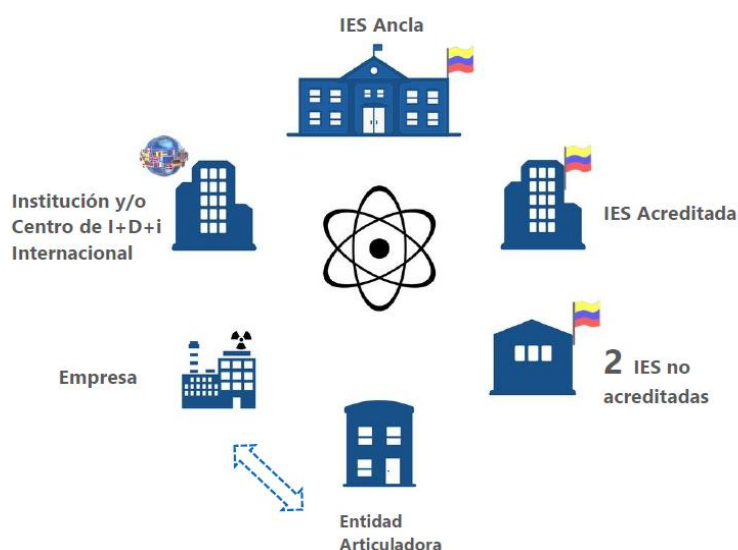 IES Ancla
Institución y/o
Centro de I+D+i
Internacional
IES Acreditada
Empresa
2 IES no
acreditadas
Entidad
Articuladora